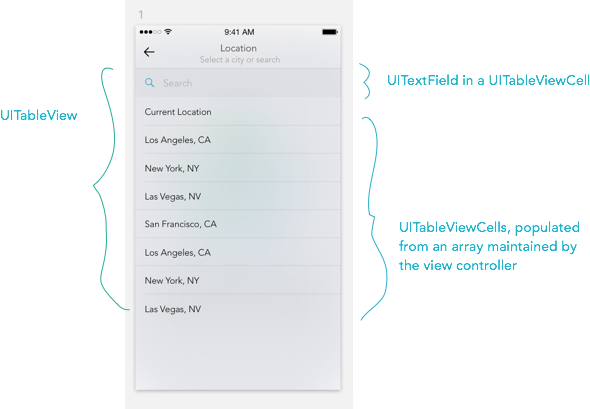 1
9:41 AM
Location
Select a city or search
UITableView
Search
UITextField in a UITableViewCell
Current Location
Los Angeles, CA
New York, NY
Las Vegas, NV
San Francisco, CA
Los Angeles, CA
New York, NY
Las Vegas, NV
UITableViewCells, populated
from an array maintained by
the view controller